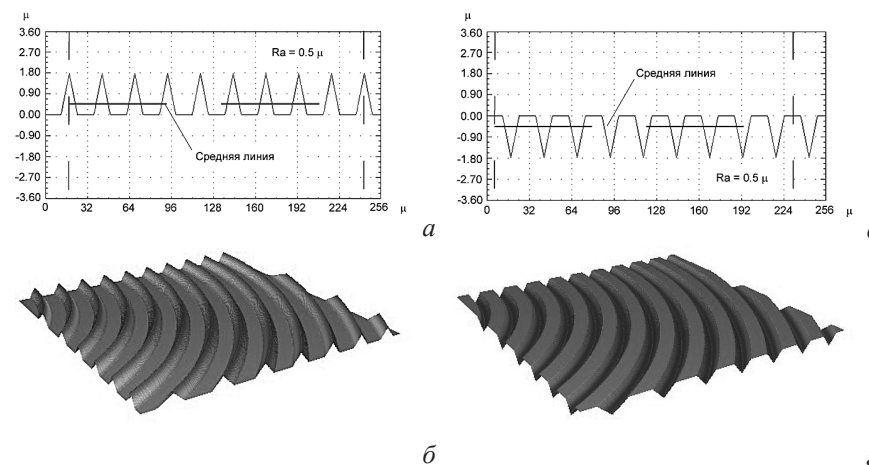 μ
3.60
2.70
1.80
0.90
0.00
-0.90
-1.80
-2.70
-3.60
Ra = 0.5 μ
Средняя линия
0 32 64 96 128 160 192 224 256 μ
а
μ
3.60
2.70
1.80
0.90
0.00
-0.90
-1.80
-2.70
-3.60
Средняя линия
Ra = 0.5 μ
0 32 64 96 128 160 192 224 256
μ
б